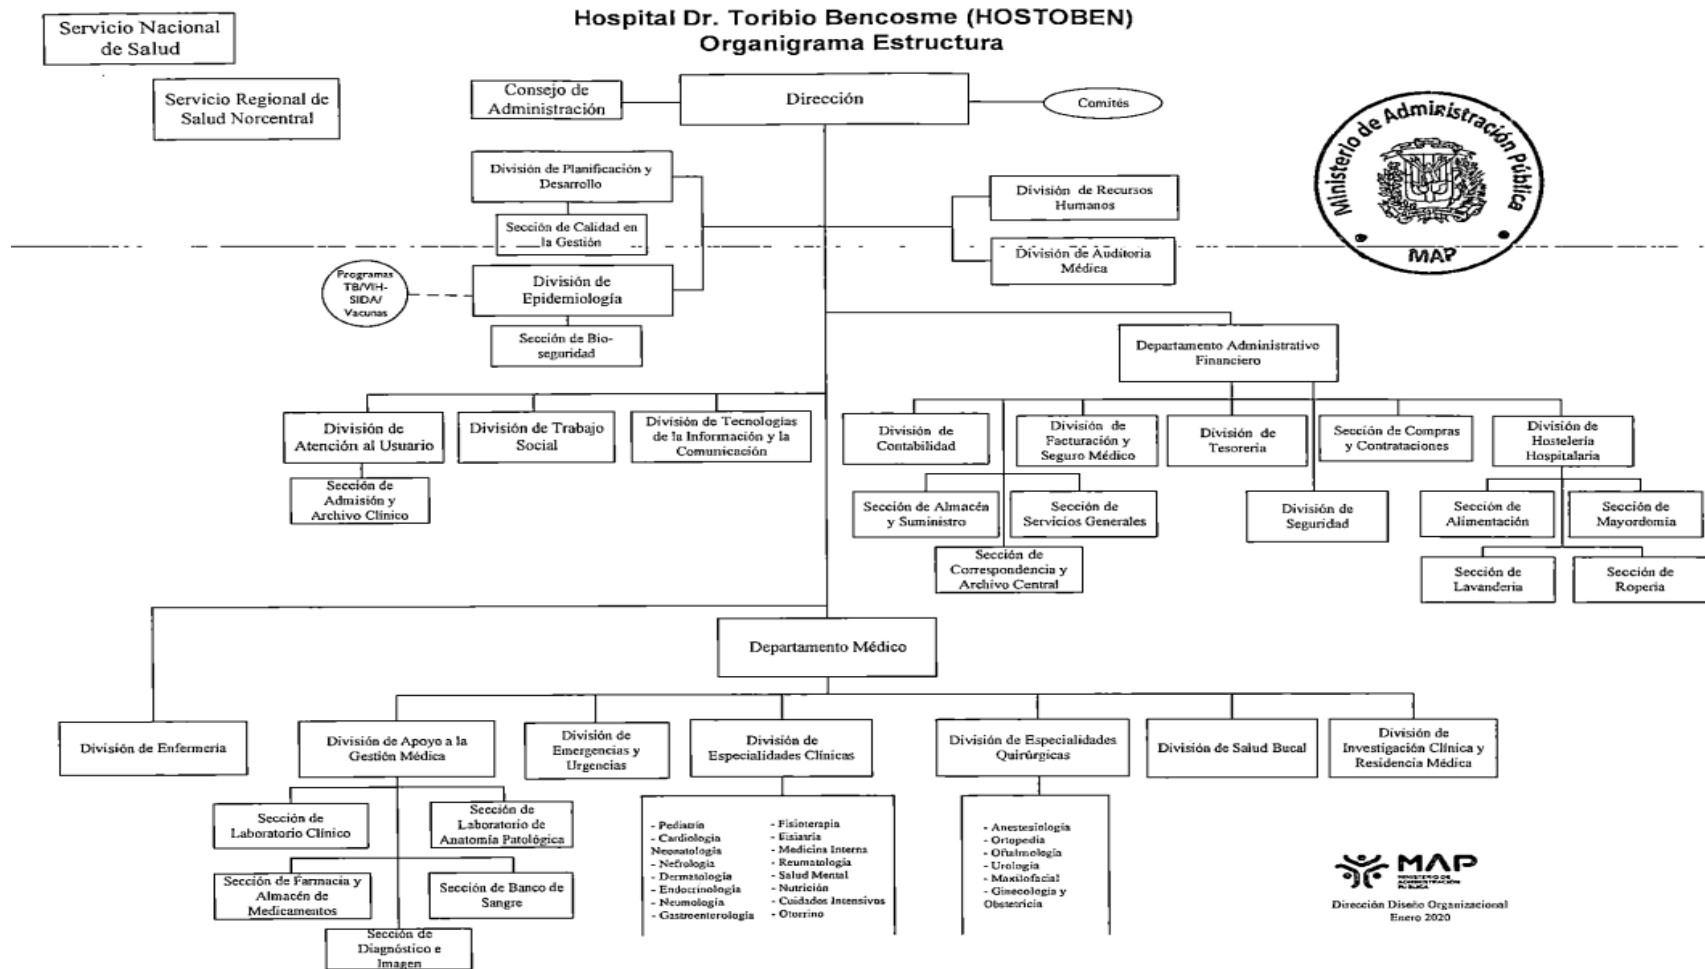 Hospital Dr. Toribio Bencosme (HOSTOBEN)
Organigrama Estructura
Servicio Nacional
de Salud
Servicio Regional de
Salud Norcentral
Consejo de
Administración
Dirección
Comités
Ministerio de Administración Pública
MAP
División de Planificación y
Desarrollo
Sección de Calidad en
la Gestión
División de Recursos
Humanos
División de Auditoria
Médica
Programas
TB/VIH-
SIDA/
Vacunas
División de
Epidemiología
Sección de Bio-
seguridad
Departamento Administrativo
Financiero
División de
Atención al Usuario
División de Trabajo
Social
División de Tecnologías
de la Información y la
Comunicación
Sección de
Admisión y
Archivo Clínico
División de
Contabilidad
División de
Facturación y
Seguro Médico
División de
Tesorería
Sección de Compras
y Contrataciones
División de
Hostelería
Hospitalaria
Sección de Almacén
y Suministro
Sección de
Servicios Generales
División de
Seguridad
Sección de
Alimentación
Sección de
Mayordomía
Sección de
Correspondencia y
Archivo Central
Sección de
Lavandería
Sección de
Ropería
Departamento Médico
División de Enfermería
División de Apoyo a la
Gestión Médica
División de
Emergencias y
Urgencias
División de
Especialidades Clínicas
División de Especialidades
Quirúrgicas
División de Salud Bucal
División de
Investigación Clínica y
Residencia Médica
Sección de
Laboratorio Clínico
Sección de
Laboratorio de
Anatomía Patológica
Sección de Farmacia y
Almacén de
Medicamentos
Sección de Banco de
Sangre
Sección de
Diagnóstico e
Imagen
- Pediatría
- Cardiología
Neonatología
- Nefrología
- Dermatología
- Endocrinología
- Neumología
- Gastroenterología
- Fisioterapia
- Fisiatría
- Medicina Interna
- Reumatología
- Salud Mental
- Nutrición
- Cuidados Intensivos
- Otorrino
- Anestesiología
- Ortopedia
- Oftalmología
- Urología
- Maxilofacial
- Ginecología y
Obstetricia
MAP
MINISTERIO DE
ADMINISTRACIÓN
PÚBLICA
Dirección Diseño Organizacional
Enero 2020